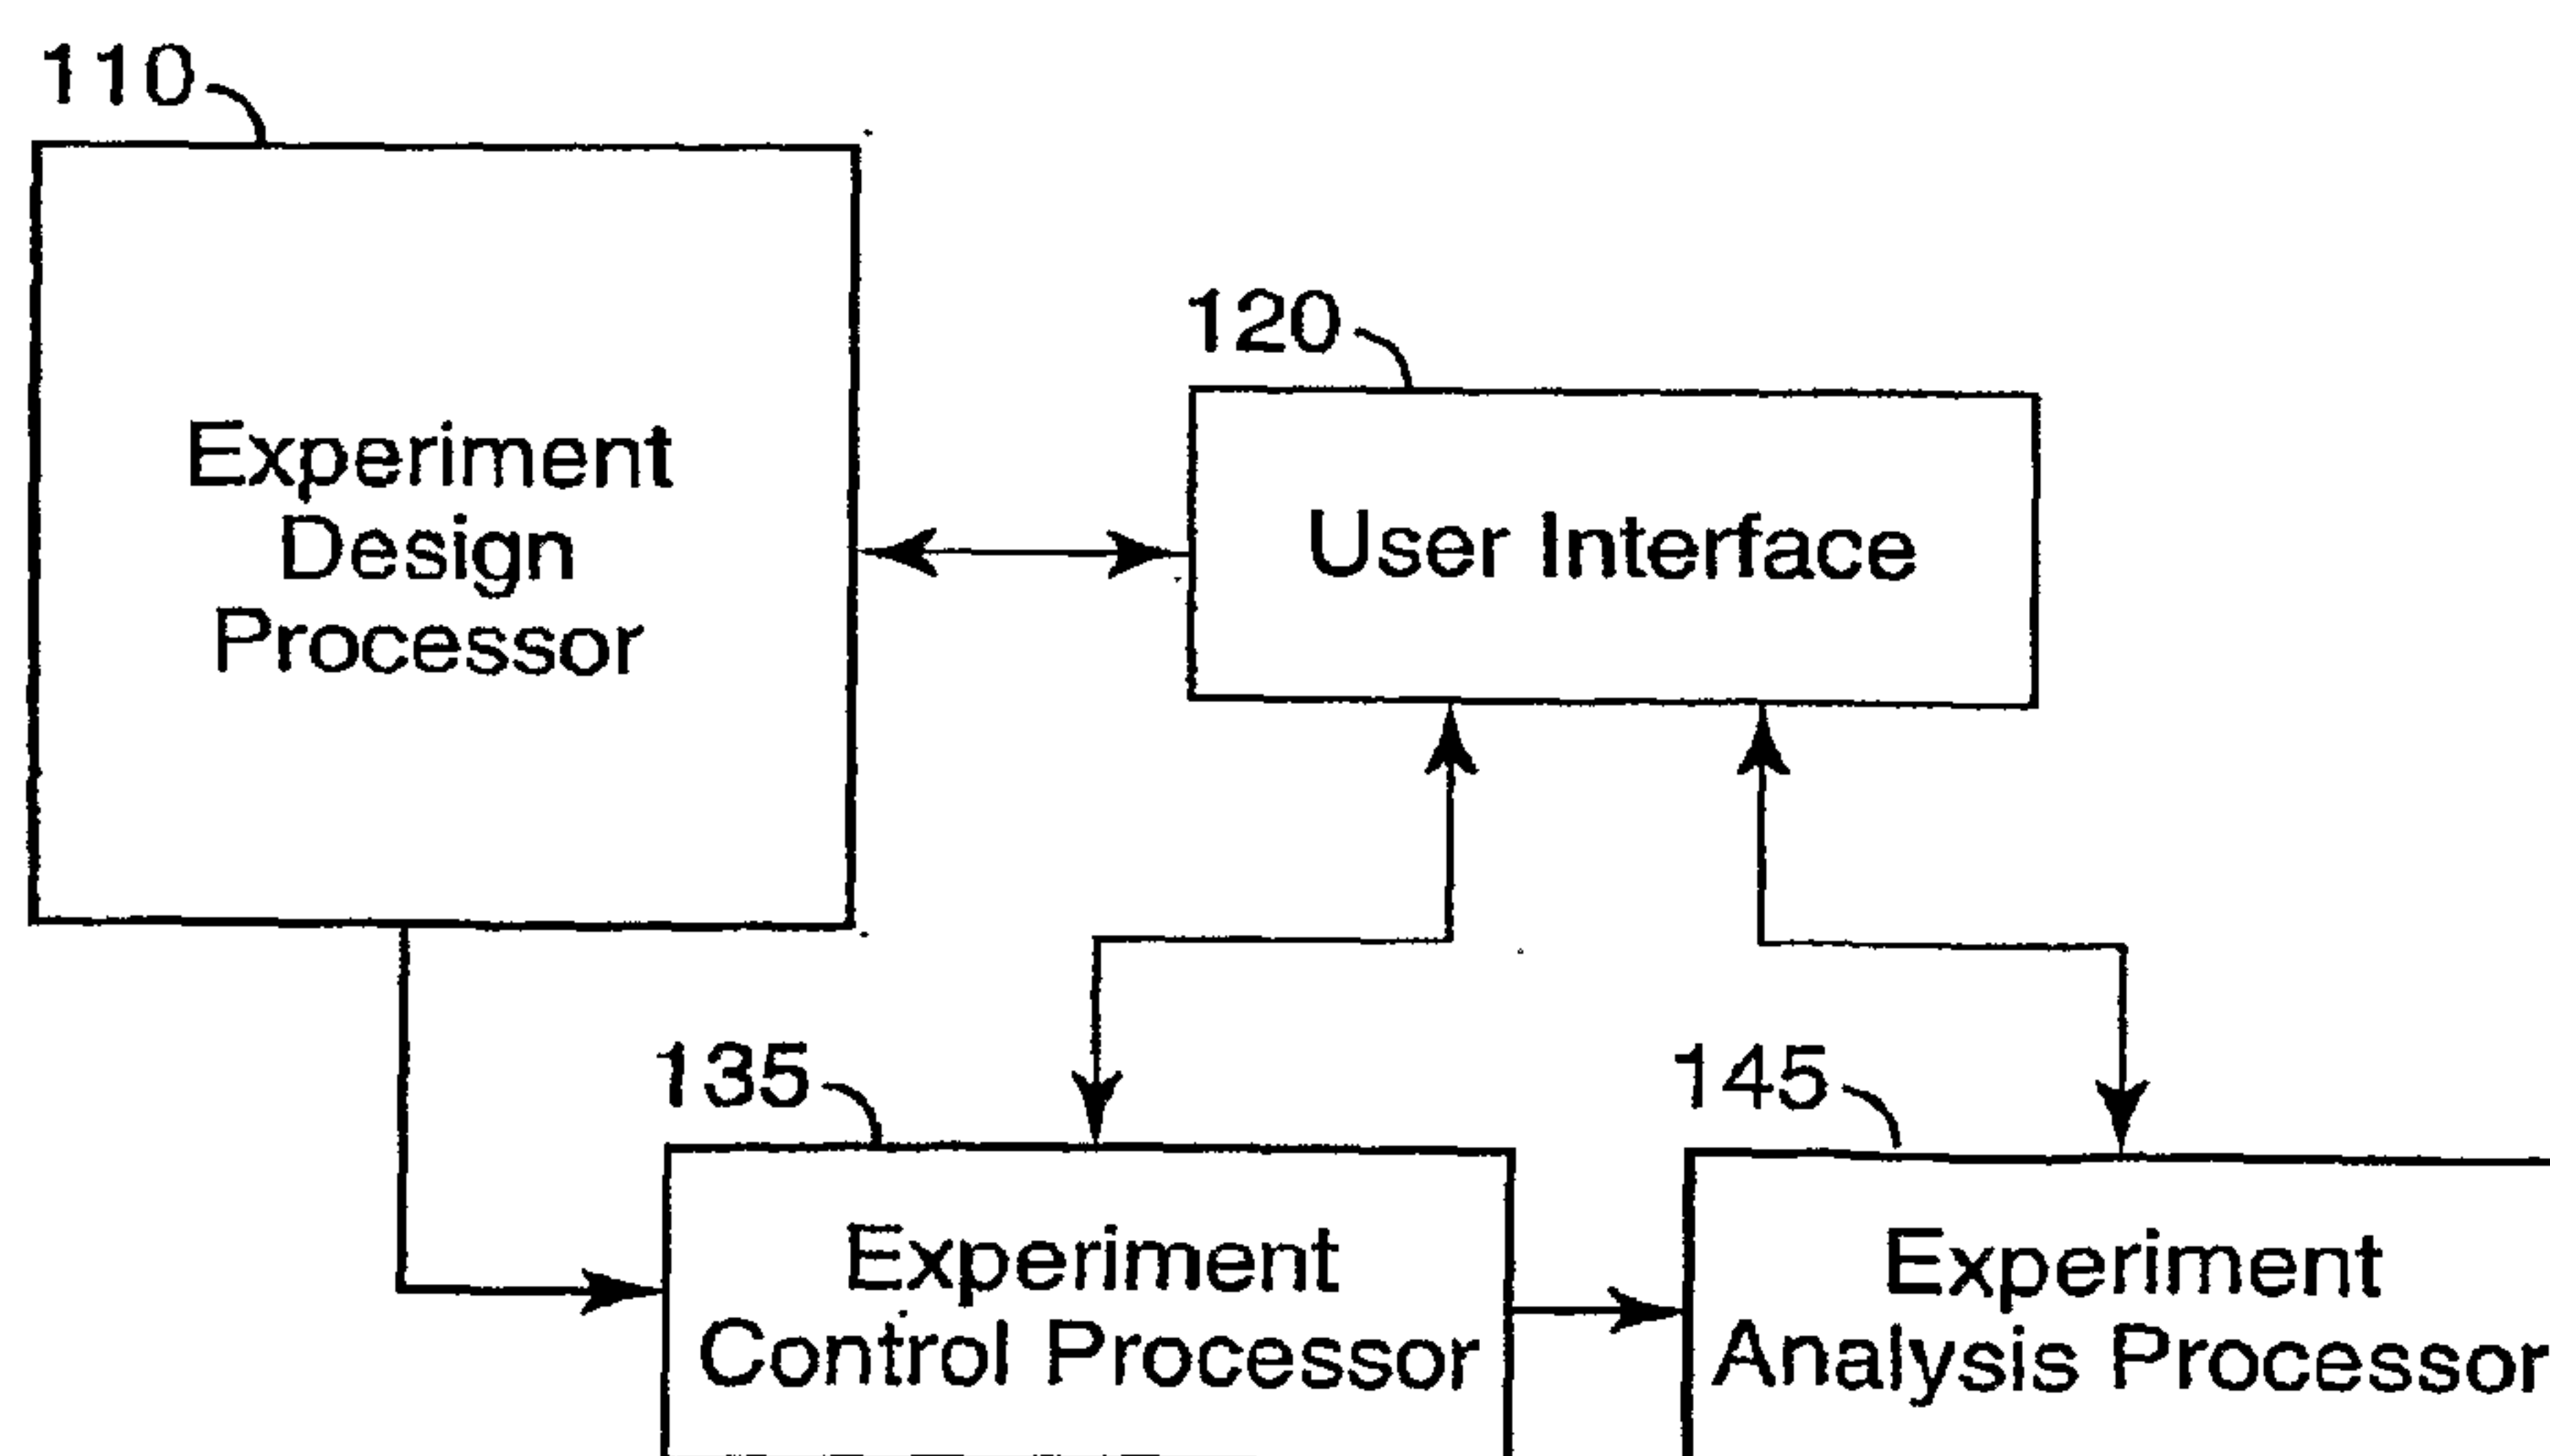 110
Experiment
Design
Processor
120
User Interface
135
Experiment
Control Processor
145
Experiment
Analysis Processor